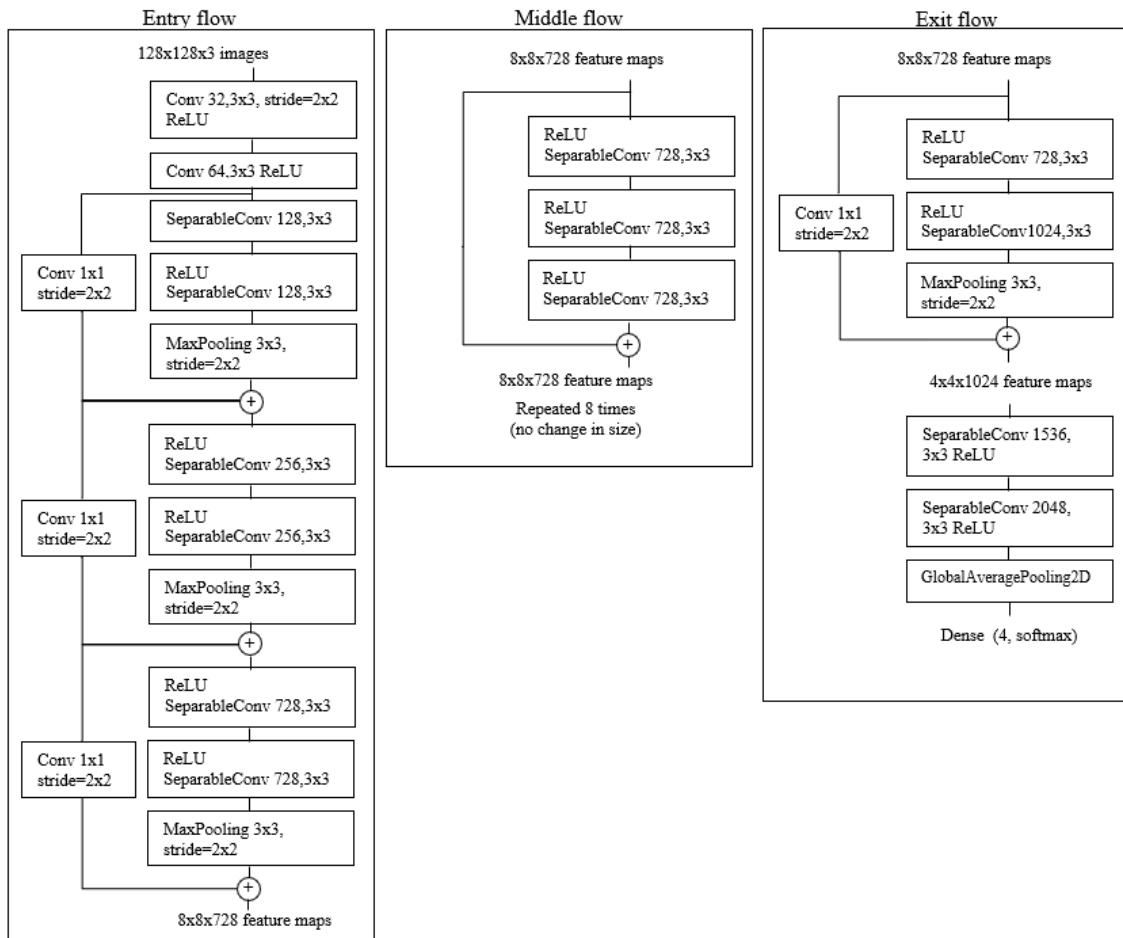 Entry flow
128x128x3 images
Conv 32,3x3, stride=2x2
ReLU
Conv 64,3x3 ReLU
SeparableConv 128,3x3
Conv 1x1
stride=2x2
ReLU
SeparableConv 128,3x3
MaxPooling 3x3,
stride=2x2
+
ReLU
SeparableConv 256,3x3
Conv 1x1
stride=2x2
ReLU
SeparableConv 256,3x3
MaxPooling 3x3,
stride=2x2
+
ReLU
SeparableConv 728,3x3
Conv 1x1
stride=2x2
ReLU
SeparableConv 728,3x3
MaxPooling 3x3,
stride=2x2
+
8x8x728 feature maps
Middle flow
8x8x728 feature maps
ReLU
SeparableConv 728,3x3
ReLU
SeparableConv 728,3x3
ReLU
SeparableConv 728,3x3
+
8x8x728 feature maps
Repeated 8 times
(no change in size)
Exit flow
8x8x728 feature maps
ReLU
SeparableConv 728,3x3
Conv 1x1
stride=2x2
ReLU
SeparableConv1024,3x3
MaxPooling 3x3,
stride=2x2
+
4x4x1024 feature maps
SeparableConv 1536,
3x3 ReLU
SeparableConv 2048,
3x3 ReLU
GlobalAveragePooling2D
Dense (4, softmax)